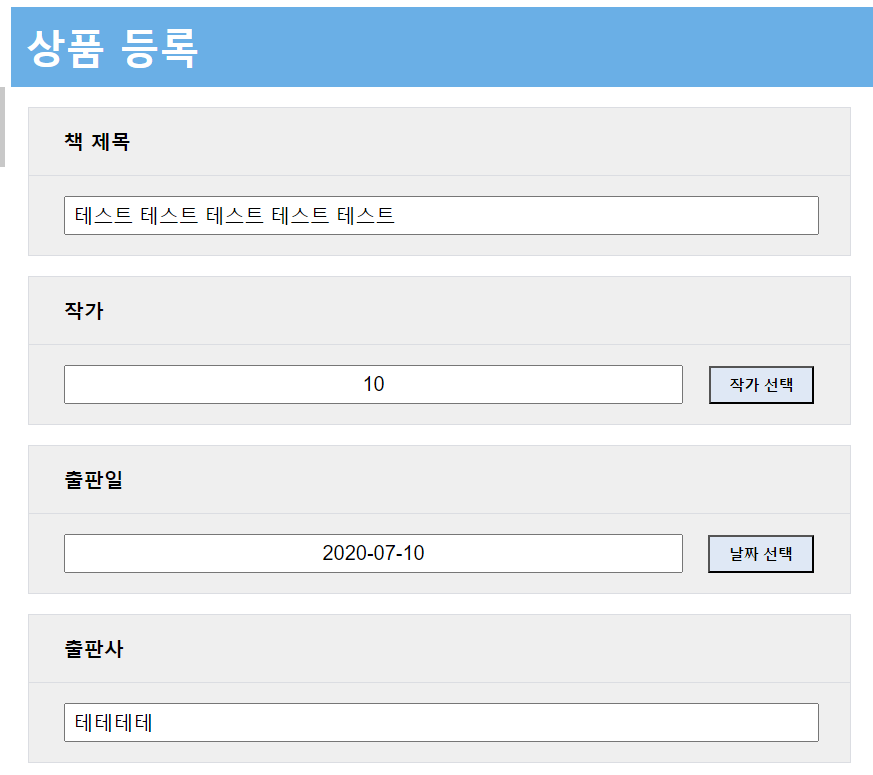 상품 등록
책 제목
테스트 테스트 테스트 테스트 테스트
작가
10
작가 선택
출판일
2020-07-10
날짜 선택
출판사
테테테테